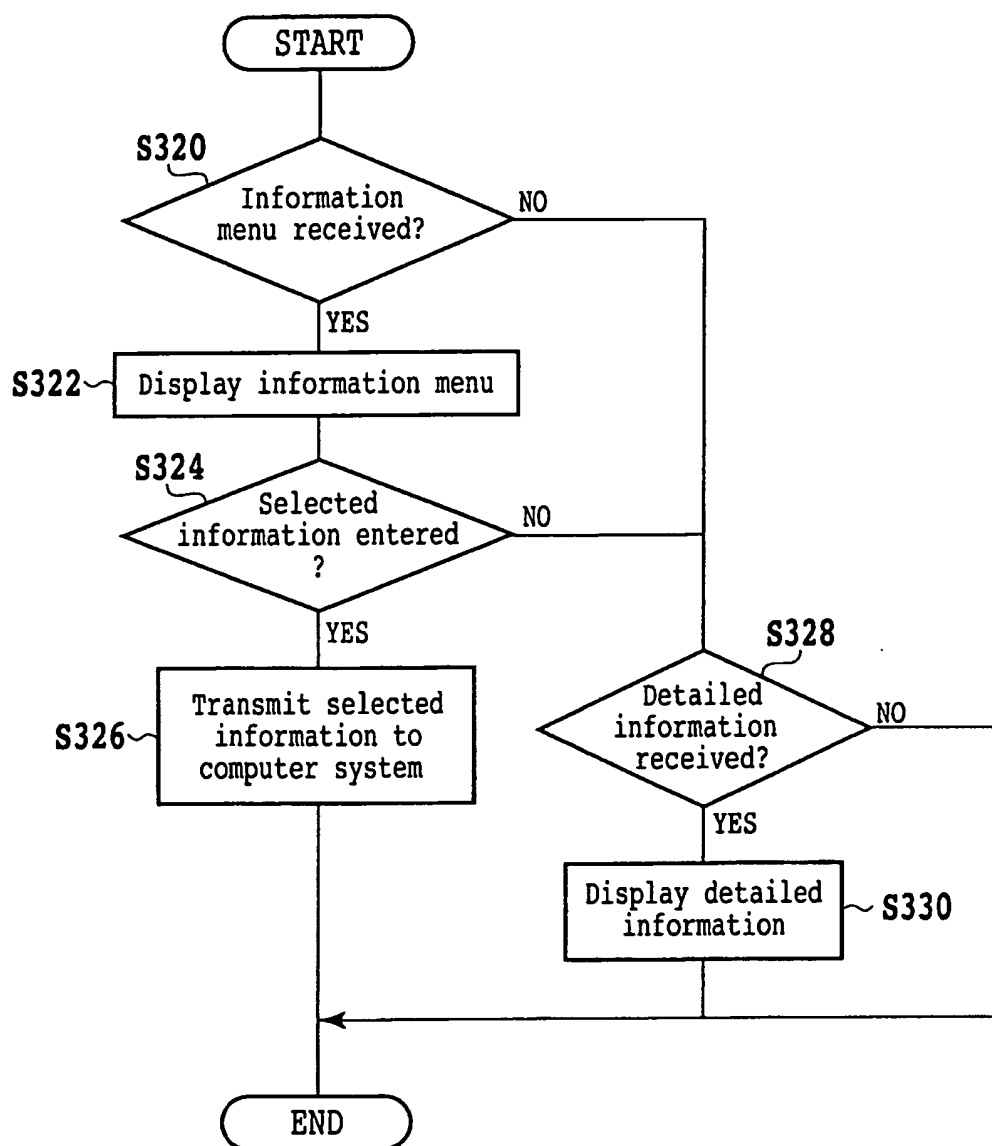 START
S320
Information
menu received?
NO
YES
S322
Display information menu
S324
Selected
information entered
?
NO
YES
S326
Transmit selected
information to
computer system
S328
Detailed
information
received?
NO
YES
Display detailed
information
S330
END